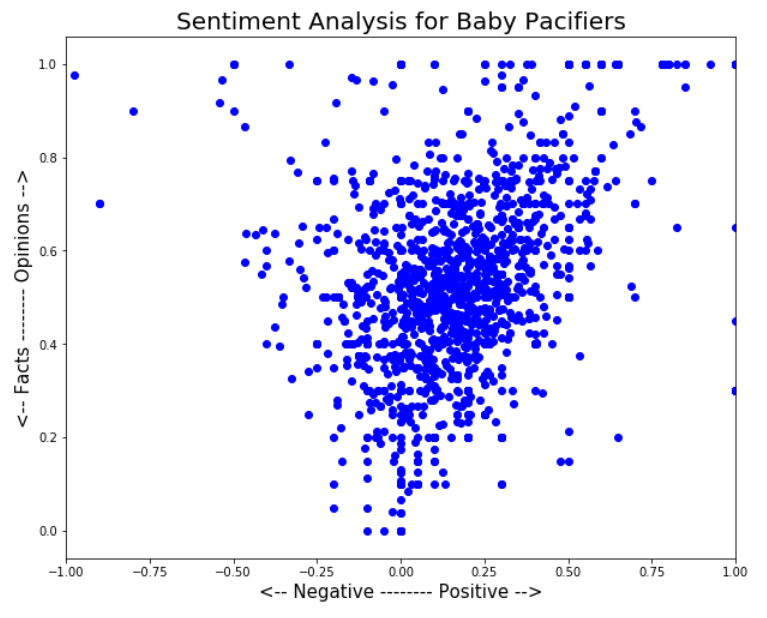 Sentiment Analysis for Baby Pacifiers
<-- Facts -------- Opinions -->
1.0
0.8
0.6
0.4
0.2
0.0
−1.00 −0.75 −0.50 −0.25 0.00 0.25 0.50 0.75 1.00
<-- Negative -------- Positive -->